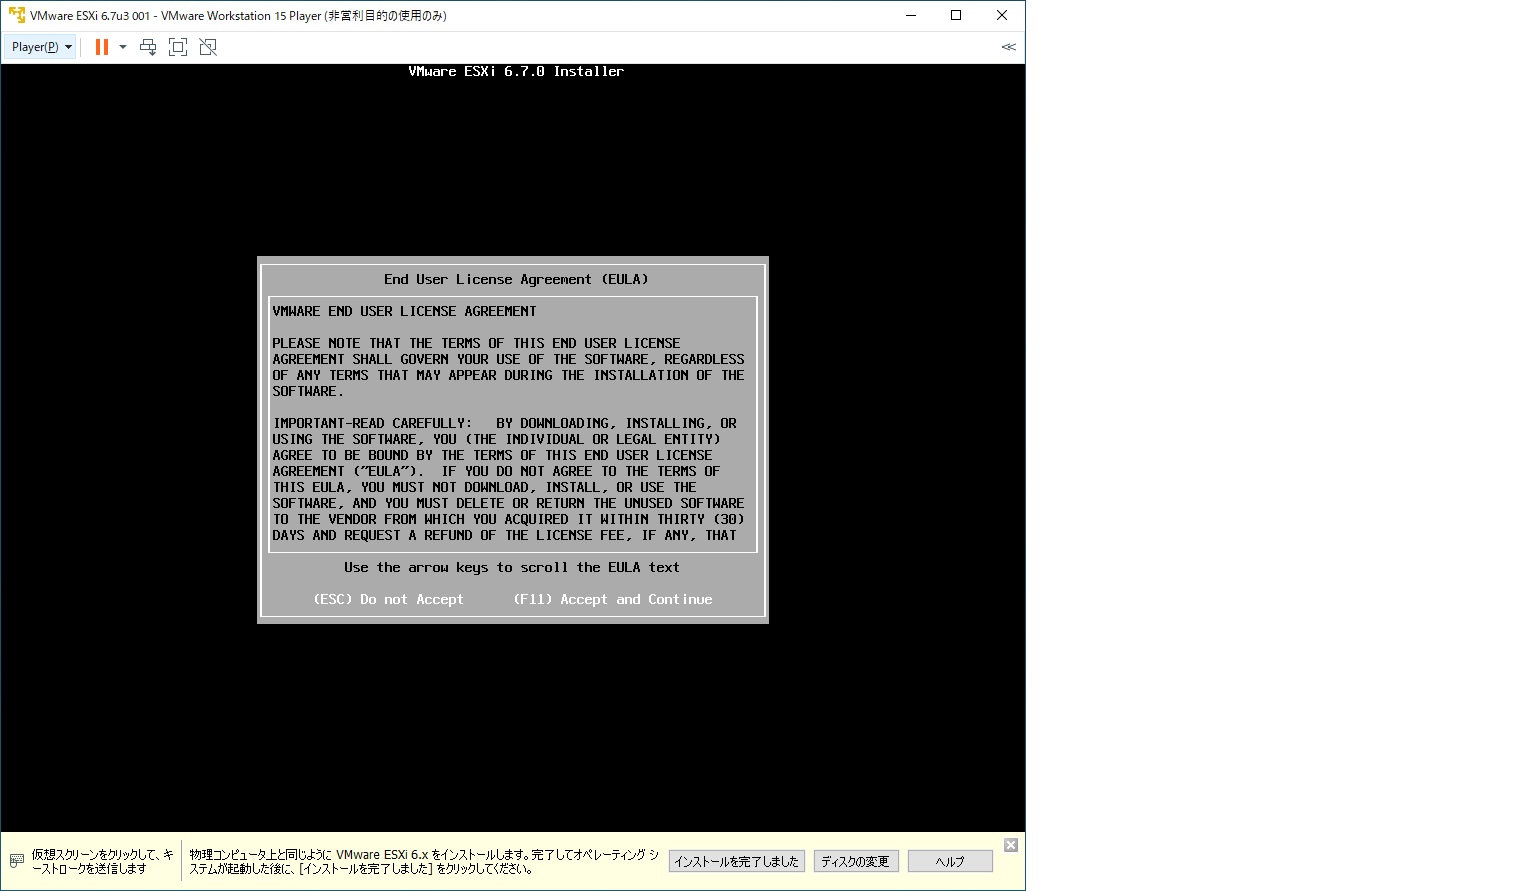 VMware ESXi 6.7u3 001 - VMware Workstation 15 Player (非営利目的の使用のみ)
Player(P)
VMware ESXi 6.7.0 Installer
End User License Agreement (EULA)
VMWARE END USER LICENSE AGREEMENT
PLEASE NOTE THAT THE TERMS OF THIS END USER LICENSE
AGREEMENT SHALL GOVERN YOUR USE OF THE SOFTWARE, REGARDLESS
OF ANY TERMS THAT MAY APPEAR DURING THE INSTALLATION OF THE
SOFTWARE.
IMPORTANT-READ CAREFULLY:   BY DOWNLOADING, INSTALLING, OR
USING THE SOFTWARE, YOU (THE INDIVIDUAL OR LEGAL ENTITY)
AGREE TO BE BOUND BY THE TERMS OF THIS END USER LICENSE
AGREEMENT ("EULA").  IF YOU DO NOT AGREE TO THE TERMS OF
THIS EULA, YOU MUST NOT DOWNLOAD, INSTALL, OR USE THE
SOFTWARE, AND YOU MUST DELETE OR RETURN THE UNUSED SOFTWARE
TO THE VENDOR FROM WHICH YOU ACQUIRED IT WITHIN THIRTY (30)
DAYS AND REQUEST A REFUND OF THE LICENSE FEE, IF ANY, THAT
Use the arrow keys to scroll the EULA text
(ESC) Do not Accept      (F11) Accept and Continue
仮想スクリーンをクリックして、キ
ーストロークを送信します
物理コンピュータ上と同じように VMware ESXi 6.x をインストールします。完了してオペレーティング シ
ステムが起動した後に、[インストールを完了しました] をクリックしてください。
インストールを完了しました
ディスクの変更
ヘルプ